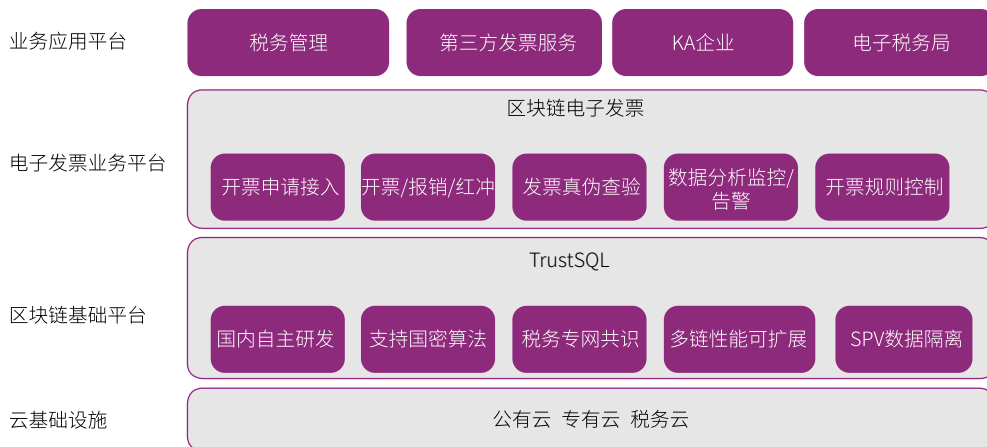 业务应用平台
税务管理
第三方发票服务
KA企业
电子税务局
区块链电子发票
电子发票业务平台
开票申请接入
开票/报销/红冲
发票真伪查验
数据分析监控/
告警
开票规则控制
TrustSQL
区块链基础平台
国内自主研发
支持国密算法
税务专网共识
多链性能可扩展
SPV数据隔离
云基础设施
公有云 专有云 税务云